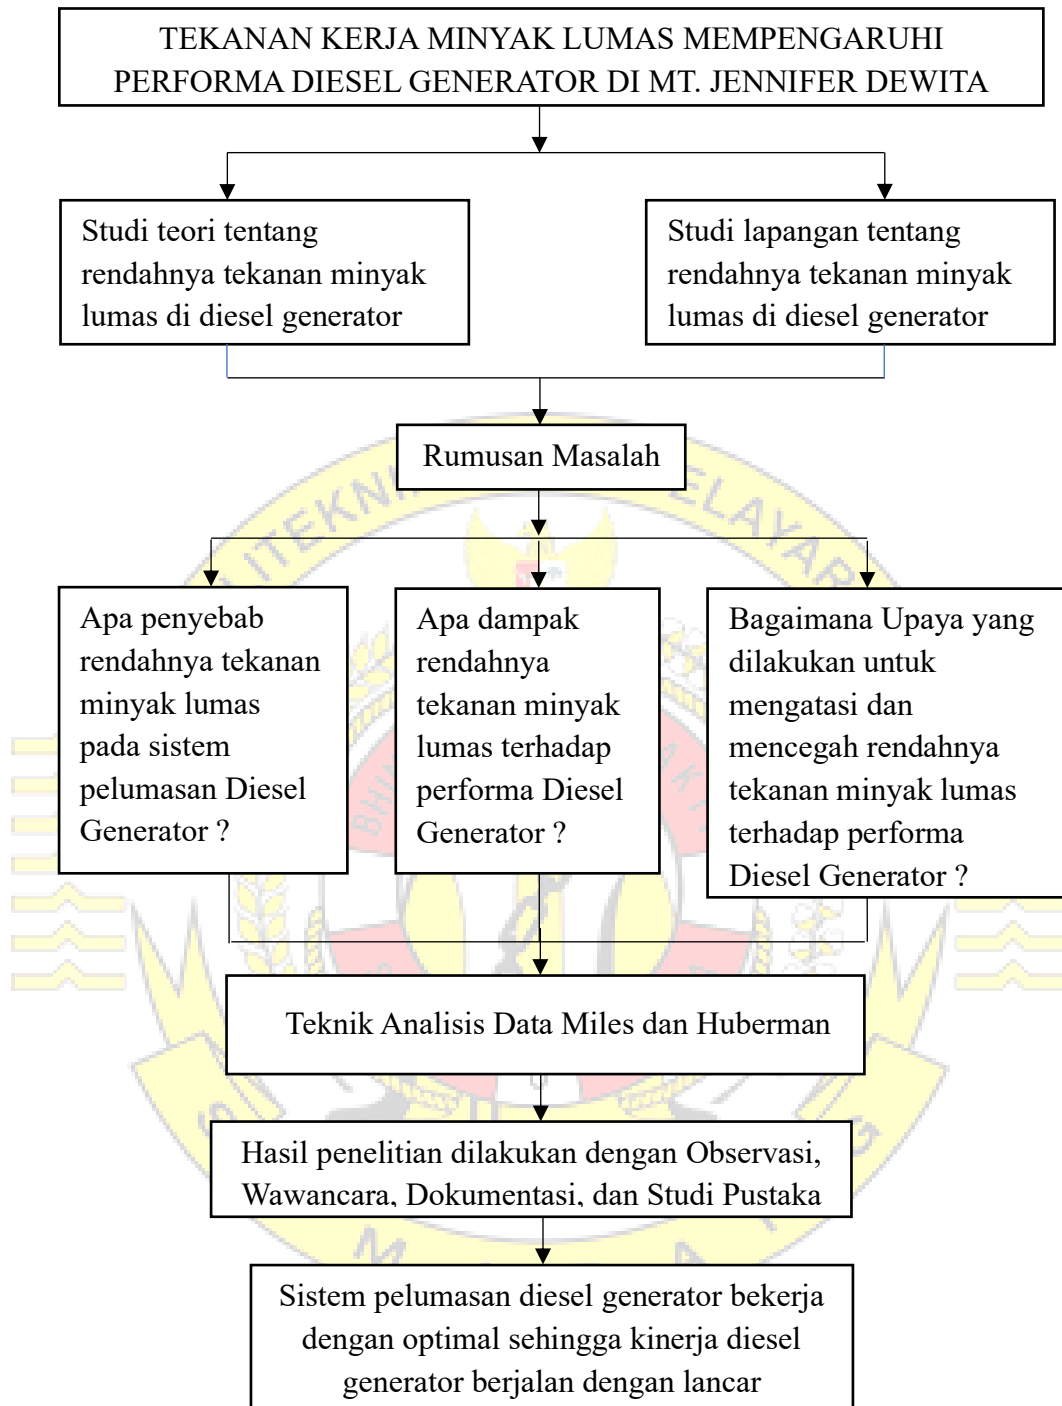 TEKANAN KERJA MINYAK LUMAS MEMPENGARUHI
PERFORMA DIESEL GENERATOR DI MT. JENNIFER DEWITA
Studi teori tentang
rendahnya tekanan minyak
lumas di diesel generator
Studi lapangan tentang
rendahnya tekanan minyak
lumas di diesel generator
Rumusan Masalah
Apa penyebab
rendahnya tekanan
minyak lumas
pada sistem
pelumasan Diesel
Generator ?
Apa dampak
rendahnya
tekanan minyak
lumas terhadap
performa Diesel
Generator ?
Bagaimana Upaya yang
dilakukan untuk
mengatasi dan
mencegah rendahnya
tekanan minyak lumas
terhadap performa
Diesel Generator ?
Teknik Analisis Data Miles dan Huberman
Hasil penelitian dilakukan dengan Observasi,
Wawancara, Dokumentasi, dan Studi Pustaka
Sistem pelumasan diesel generator bekerja
dengan optimal sehingga kinerja diesel
generator berjalan dengan lancar